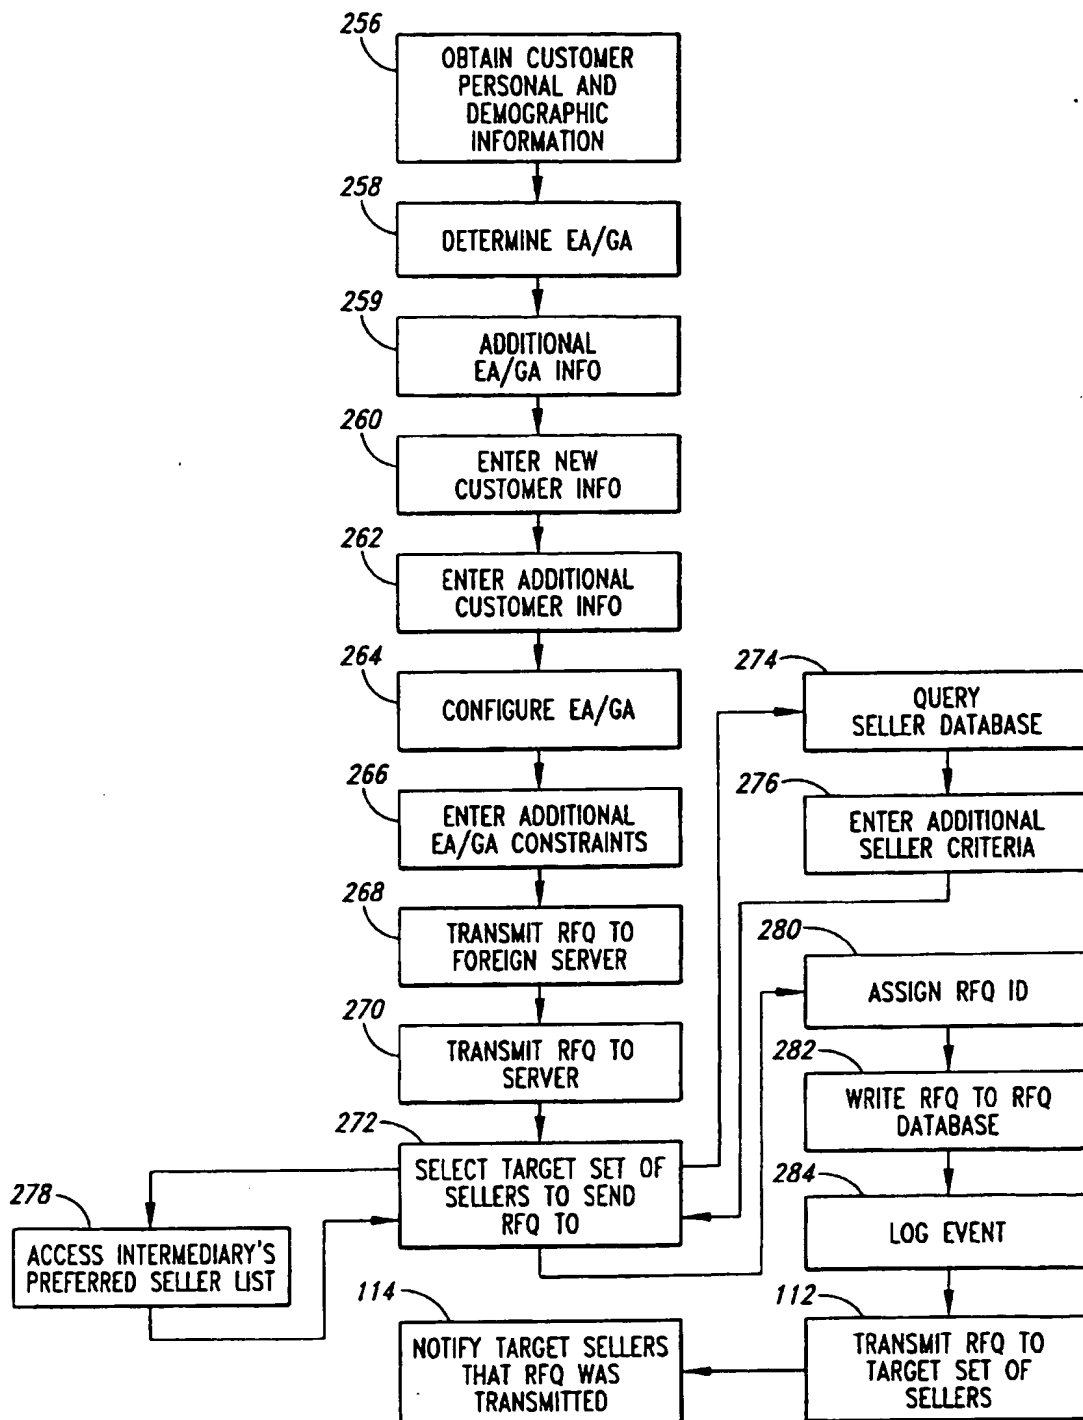 256
OBTAIN CUSTOMER
PERSONAL AND
DEMOGRAPHIC
INFORMATION
258
DETERMINE EA/GA
259
ADDITIONAL
EA/GA INFO
260
ENTER NEW
CUSTOMER INFO
262
ENTER ADDITIONAL
CUSTOMER INFO
264
CONFIGURE EA/GA
266
ENTER ADDITIONAL
EA/GA CONSTRAINTS
268
TRANSMIT RFQ TO
FOREIGN SERVER
270
TRANSMIT RFQ TO
SERVER
272
SELECT TARGET SET OF
SELLERS TO SEND
RFQ TO
274
QUERY
SELLER DATABASE
276
ENTER ADDITIONAL
SELLER CRITERIA
278
ACCESS INTERMEDIARY'S
PREFERRED SELLER LIST
280
ASSIGN RFQ ID
282
WRITE RFQ TO RFQ
DATABASE
284
LOG EVENT
112
TRANSMIT RFQ TO
TARGET SET OF
SELLERS
114
NOTIFY TARGET SELLERS
THAT RFQ WAS
TRANSMITTED